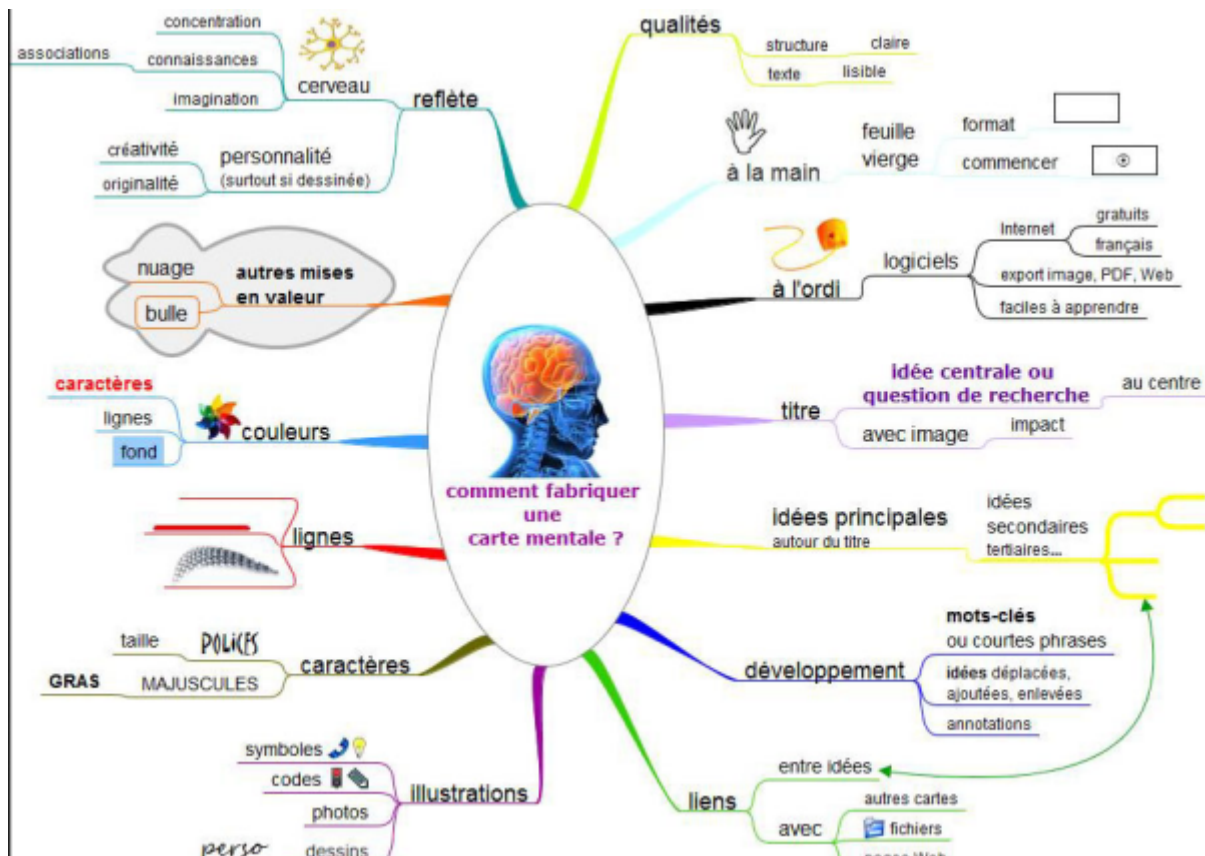 comment fabriquer
une
carte mentale ?
qualités
structure
claire
texte
lisible
à la main
feuille
vierge
format
commencer
à l'ordi
logiciels
Internet
gratuits
français
export image, PDF, Web
faciles à apprendre
titre
idée centrale ou
question de recherche
au centre
avec image
impact
idées principales
autour du titre
idées
secondaires
tertiaires...
développement
mots-clés
ou courtes phrases
idées déplacées,
ajoutées, enlevées
annotations
liens
entre idées
avec
autres cartes
fichiers
pages Web
illustrations
symboles
codes
photos
dessins
perso
caractères
POLICES
taille
MAJUSCULES
GRAS
lignes
couleurs
caractères
lignes
fond
autres mises
en valeur
nuage
bulle
reflète
cerveau
concentration
connaissances
associations
imagination
personnalité
(surtout si dessinée)
créativité
originalité